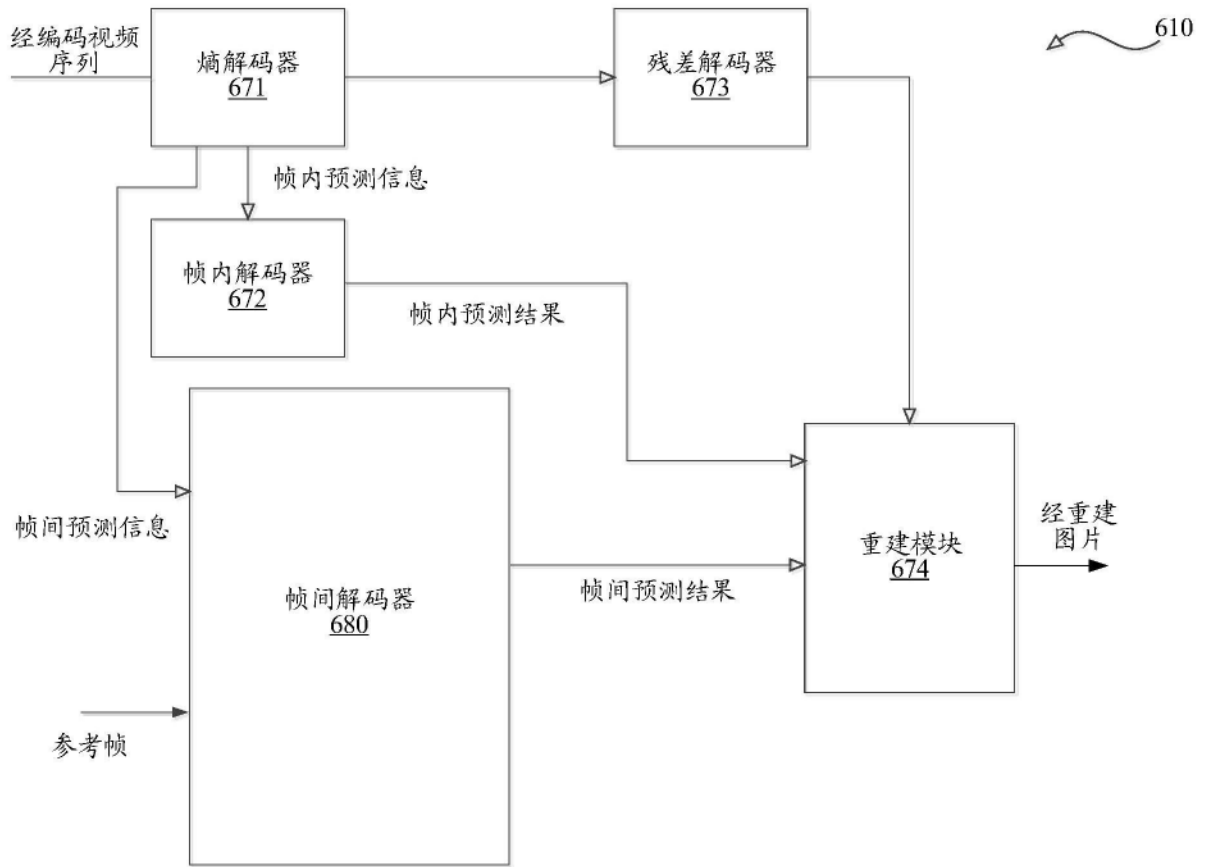 经编码视频
序列
熵解码器
671
残差解码器
673
610
帧内预测信息
帧内解码器
672
帧内预测结果
帧间预测信息
帧间解码器
680
帧间预测结果
重建模块
674
经重建
图片
参考帧